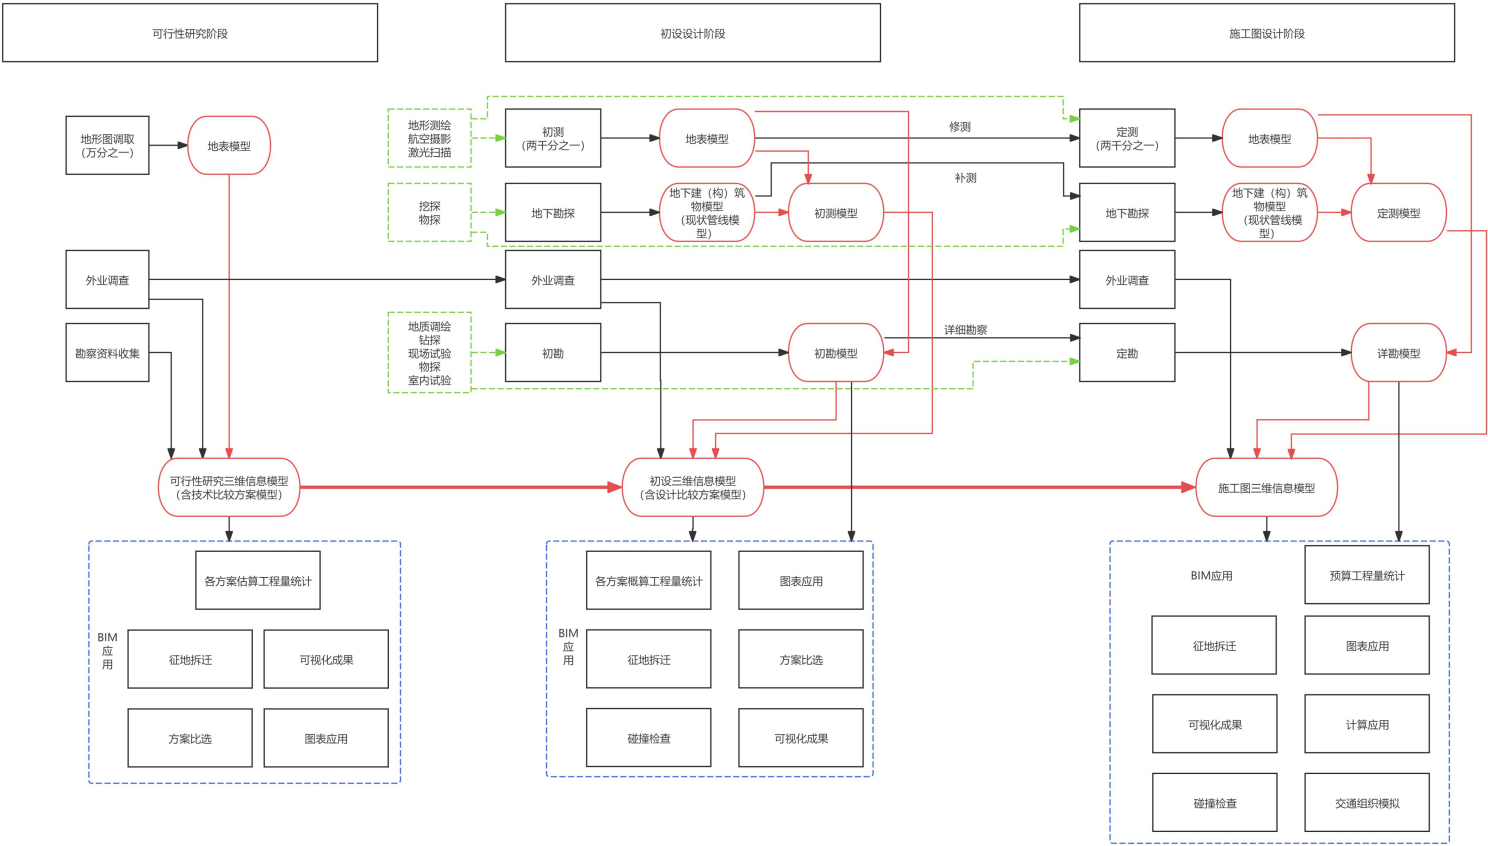 可行性研究阶段
初设设计阶段
施工图设计阶段
地形图调取
(万分之一)
地表模型
地形测绘
航空摄影
激光扫描
初测
(两千分之一)
地表模型
修测
定测
(两千分之一)
地表模型
挖探
物探
地下勘探
地下建（构）筑
物模型
（现状管线模
型）
初测模型
补测
地下勘探
地下建（构）筑
物模型
（现状管线模
型）
定测模型
外业调查
外业调查
外业调查
勘察资料收集
地质调绘
钻探
现场试验
物探
室内试验
初勘
初勘模型
详细勘察
定勘
详勘模型
可行性研究三维信息模型
(含技术比较方案模型)
初设三维信息模型
(含设计比较方案模型)
施工图三维信息模型
BIM
应
用
各方案估算工程量统计
征地拆迁
可视化成果
方案比选
图表应用
BIM
应
用
各方案概算工程量统计
图表应用
征地拆迁
方案比选
碰撞检查
可视化成果
BIM应用
预算工程量统计
征地拆迁
图表应用
可视化成果
计算应用
碰撞检查
交通组织模拟